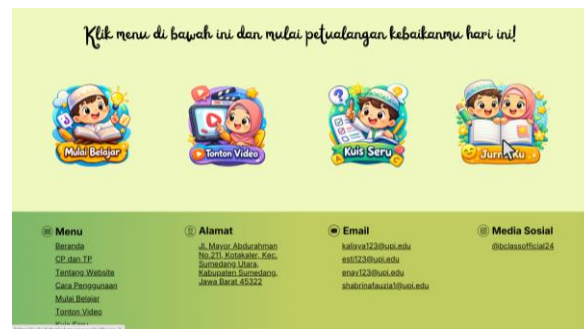 Klik menu di bawah ini dan mulai petualangan kebaikanmu hari ini!
Mulai Belajar
Tonton Video
Kuis Seru
Jurnalku
Menu
Beranda
CP dan TP
Tentang Website
Cara Penggunaan
Mulai Belajar
Tonton Video
Kuis Seru
Alamat
JL. Mayor Abdurahman
No.211, Kotakaler, Kec.
Sumedang Utara,
Kabupaten Sumedang,
Jawa Barat 45322
Email
kalisya123@upi.edu
esti123@upi.edu
enay123@upi.edu
shabrinafauzia1@upi.edu
Media Sosial
@bclassofficial24